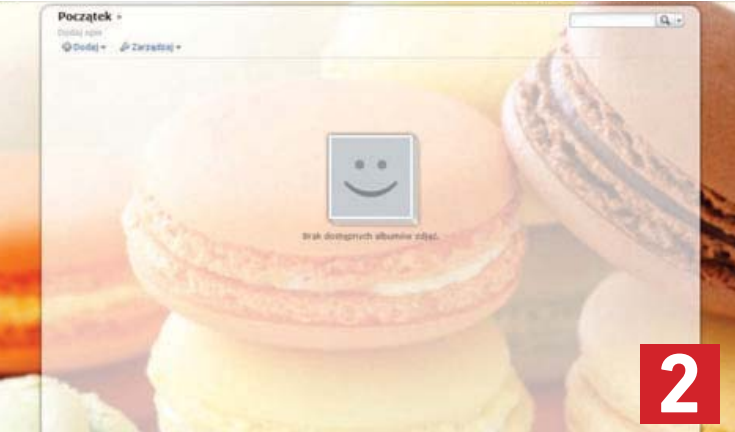 Początek
Dodaj opis
Dodaj Zarządzaj
Brak dostępnych albumów zdjęć.
2